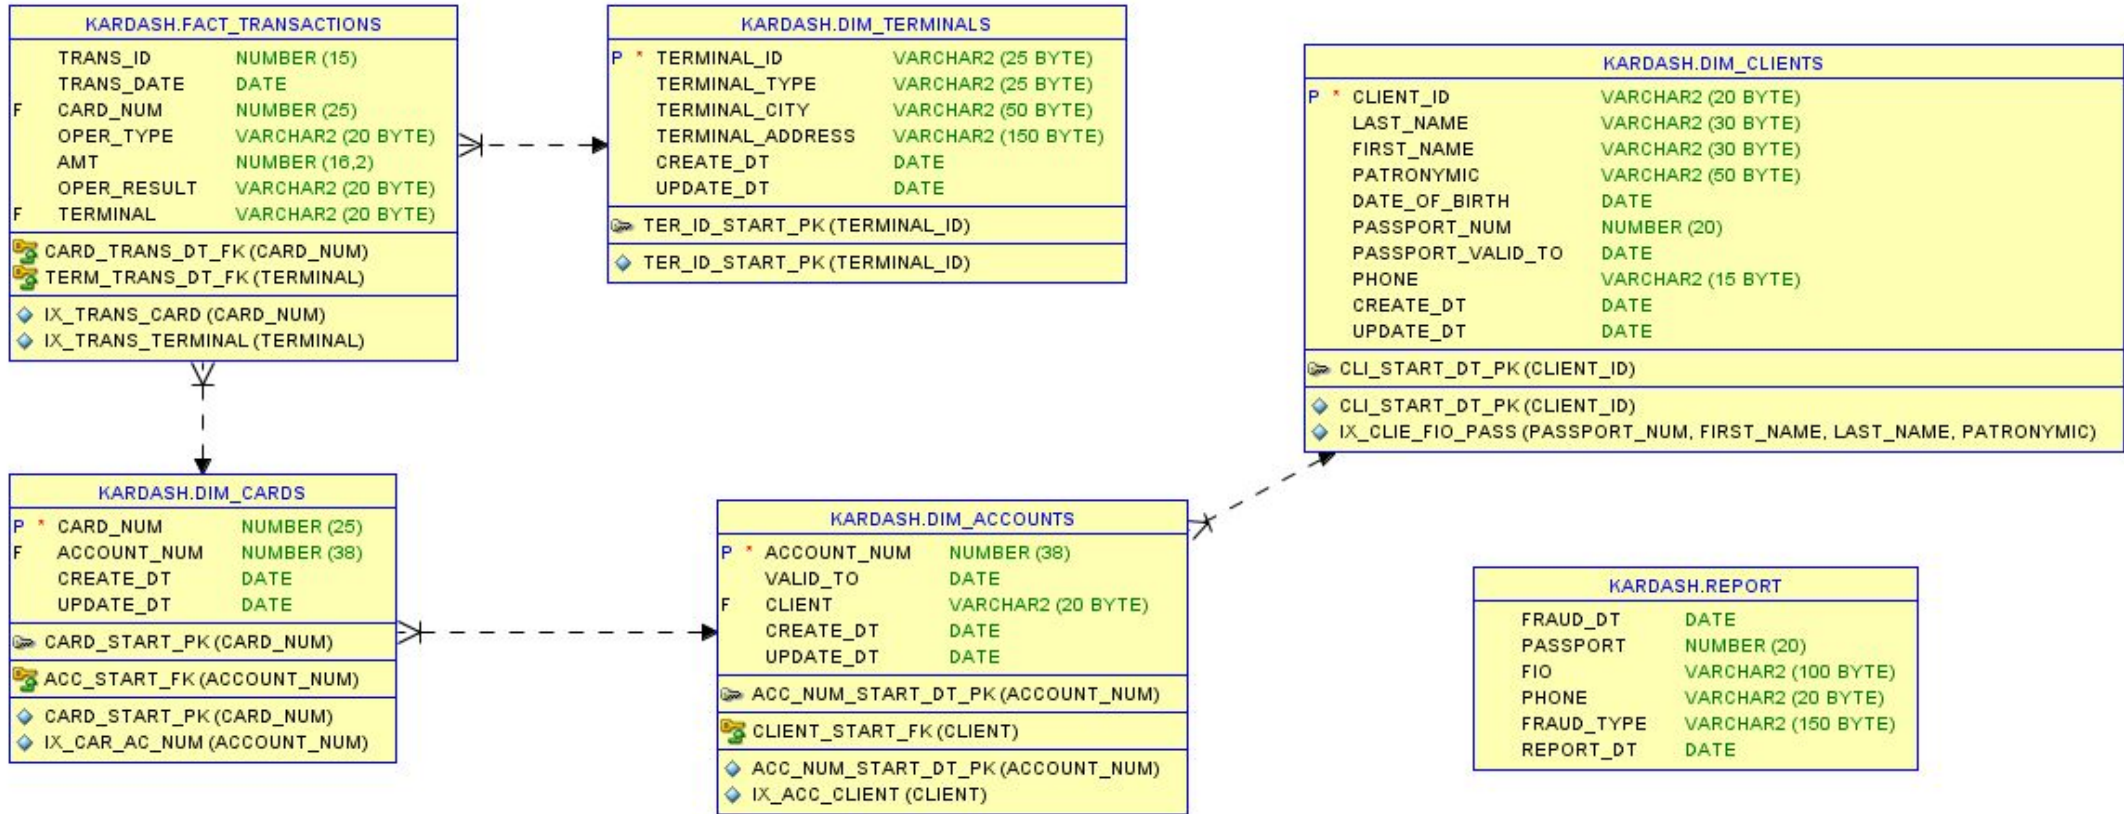 KARDASH.FACT_TRANSACTIONS
TRANS_ID NUMBER (15)
TRANS_DATE DATE
F CARD_NUM NUMBER (25)
OPER_TYPE VARCHAR2 (20 BYTE)
AMT NUMBER (16,2)
OPER_RESULT VARCHAR2 (20 BYTE)
F TERMINAL VARCHAR2 (20 BYTE)
CARD_TRANS_DT_FK (CARD_NUM)
TERM_TRANS_DT_FK (TERMINAL)
IX_TRANS_CARD (CARD_NUM)
IX_TRANS_TERMINAL (TERMINAL)
KARDASH.DIM_TERMINALS
P * TERMINAL_ID VARCHAR2 (25 BYTE)
TERMINAL_TYPE VARCHAR2 (25 BYTE)
TERMINAL_CITY VARCHAR2 (50 BYTE)
TERMINAL_ADDRESS VARCHAR2 (150 BYTE)
CREATE_DT DATE
UPDATE_DT DATE
TER_ID_START_PK (TERMINAL_ID)
TER_ID_START_PK (TERMINAL_ID)
KARDASH.DIM_CLIENTS
P * CLIENT_ID VARCHAR2 (20 BYTE)
LAST_NAME VARCHAR2 (30 BYTE)
FIRST_NAME VARCHAR2 (30 BYTE)
PATRONYMIC VARCHAR2 (50 BYTE)
DATE_OF_BIRTH DATE
PASSPORT_NUM NUMBER (20)
PASSPORT_VALID_TO DATE
PHONE VARCHAR2 (15 BYTE)
CREATE_DT DATE
UPDATE_DT DATE
CLI_START_DT_PK (CLIENT_ID)
CLI_START_DT_PK (CLIENT_ID)
IX_CLIE_FIO_PASS (PASSPORT_NUM, FIRST_NAME, LAST_NAME, PATRONYMIC)
KARDASH.DIM_CARDS
P * CARD_NUM NUMBER (25)
F ACCOUNT_NUM NUMBER (38)
CREATE_DT DATE
UPDATE_DT DATE
CARD_START_PK (CARD_NUM)
ACC_START_FK (ACCOUNT_NUM)
CARD_START_PK (CARD_NUM)
IX_CAR_AC_NUM (ACCOUNT_NUM)
KARDASH.DIM_ACCOUNTS
P * ACCOUNT_NUM NUMBER (38)
VALID_TO DATE
F CLIENT VARCHAR2 (20 BYTE)
CREATE_DT DATE
UPDATE_DT DATE
ACC_NUM_START_DT_PK (ACCOUNT_NUM)
CLIENT_START_FK (CLIENT)
ACC_NUM_START_DT_PK (ACCOUNT_NUM)
IX_ACC_CLIENT (CLIENT)
KARDASH.REPORT
FRAUD_DT DATE
PASSPORT NUMBER (20)
FIO VARCHAR2 (100 BYTE)
PHONE VARCHAR2 (20 BYTE)
FRAUD_TYPE VARCHAR2 (150 BYTE)
REPORT_DT DATE